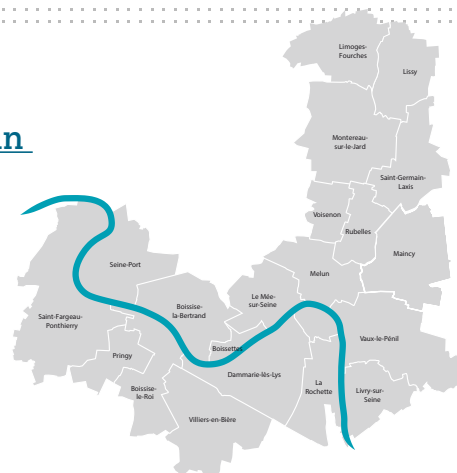 Limoges-
Fourches
Lissy
Montereau-
sur-le-Jard
Saint-Germain-
Laxis
Voisenon
Rubelles
Maincy
Seine-Port
Melun
Le Mée-
sur-Seine
Boissise-
la-Bertrand
Saint-Fargeau-
Ponthierry
Vaux-le-Pénil
Boissettes
Pringy
Dammarie-lès-Lys
Boissise-
le-Roi
La
Rochette
Livry-sur-
Seine
Villiers-en-Bière